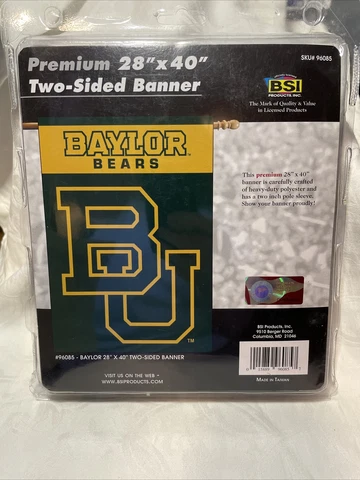 Premium 28"x40"
Two-Sided Banner
SKU# 96085
BSI
PRODUCTS, INC.
The Mark of Quality & Value
in Licensed Products
BAYLOR
BEARS
BU
TM
This premium 28" x 40"
banner is carefully crafted
of heavy-duty polyester and
has a two inch pole sleeve.
Show your banner proudly!
#96085 - BAYLOR 28" X 40" TWO-SIDED BANNER
VISIT US ON THE WEB ~
WWW.BSIPRODUCTS.COM
BSI Products, Inc.
9510 Berger Road
Columbia, MD 21046
MADE IN TAIWAN